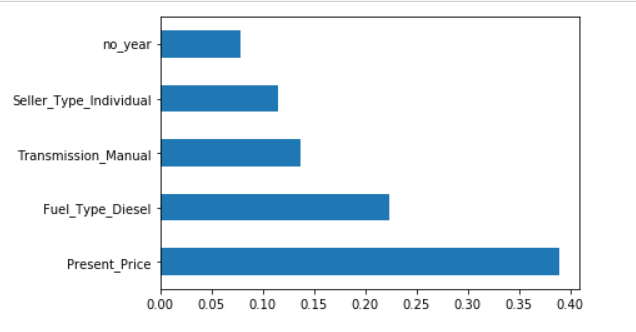 no_year
Seller_Type_Individual
Transmission_Manual
Fuel_Type_Diesel
Present_Price
0.00 0.05 0.10 0.15 0.20 0.25 0.30 0.35 0.40